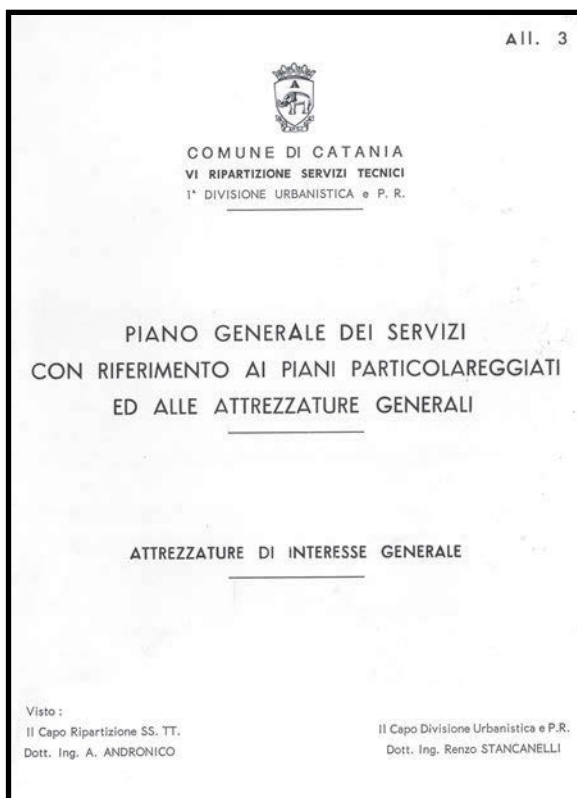 All. 3
A
COMUNE DI CATANIA
VI RIPARTIZIONE SERVIZI TECNICI
1ª DIVISIONE URBANISTICA e P. R.
PIANO GENERALE DEI SERVIZI
CON RIFERIMENTO AI PIANI PARTICOLAREGGIATI
ED ALLE ATTREZZATURE GENERALI
ATTREZZATURE DI INTERESSE GENERALE
Visto :
Il Capo Ripartizione SS. TT.
Dott. Ing. A. ANDRONICO
Il Capo Divisione Urbanistica e P.R.
Dott. Ing. Renzo STANCANELLI